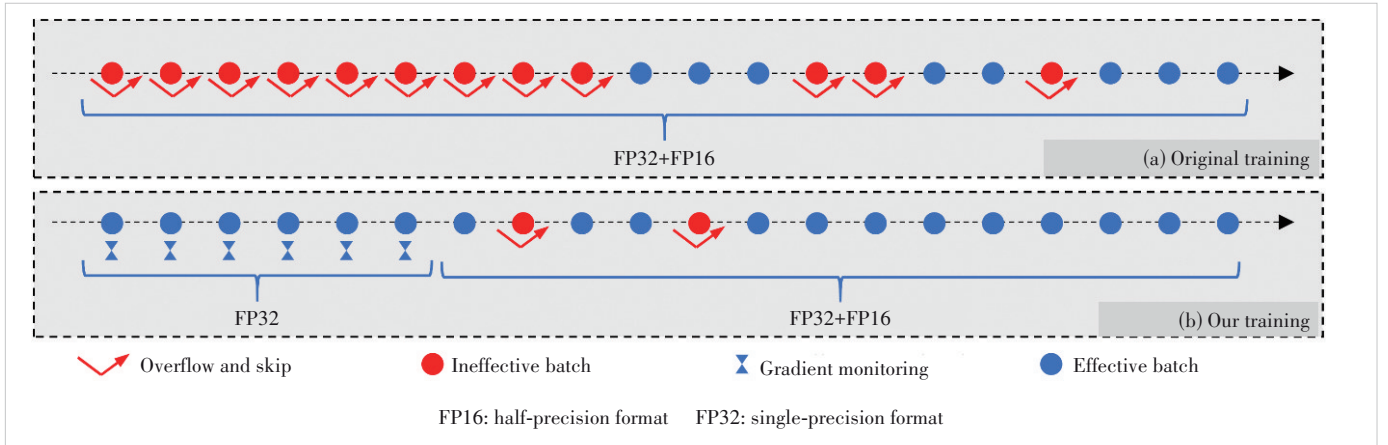 FP32+FP16
(a) Original training
FP32
FP32+FP16
(b) Our training
Overflow and skip
Ineffective batch
Gradient monitoring
Effective batch
FP16: half-precision format FP32: single-precision format